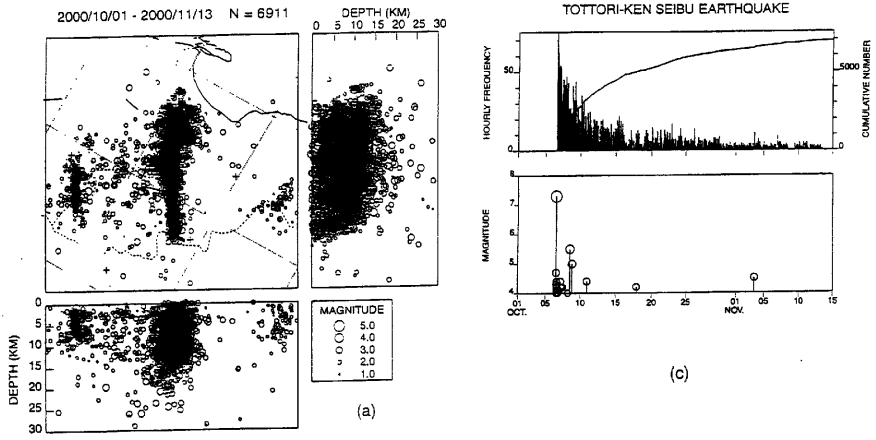 2000/10/01 - 2000/11/13 N = 6911
DEPTH (KM)
0 5 10 15 20 25 30
0
5
10
15
20
25
30
DEPTH (KM)
MAGNITUDE
5.0
4.0
3.0
2.0
1.0
(a)
TOTTORI-KEN SEIBU EARTHQUAKE
HOURLY FREQUENCY
50
0
5000
0
CUMULATIVE NUMBER
MAGNITUDE
8
7
6
5
4
01 05 10 15 20 25 01 05 10 15
OCT. NOV.
(c)